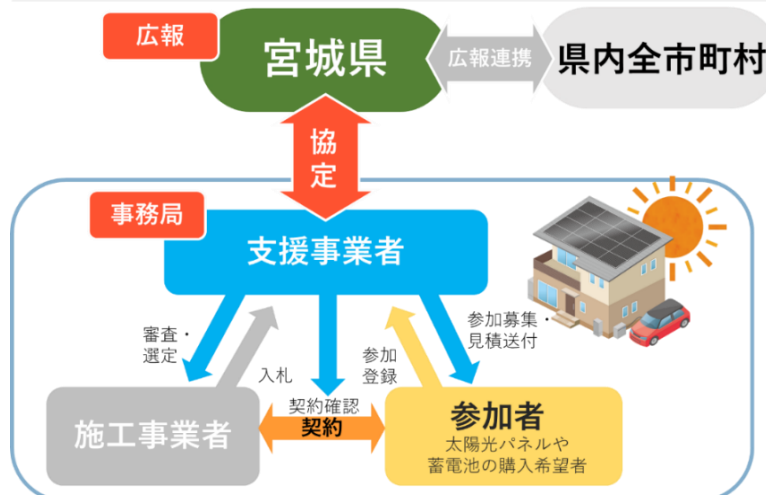 広報
宮城県
広報連携
県内全市町村
協定
事務局
支援事業者
審査・
選定
入札
参加
登録
参加募集・
見積送付
契約確認
契約
施工事業者
参加者
太陽光パネルや
蓄電池の購入希望者